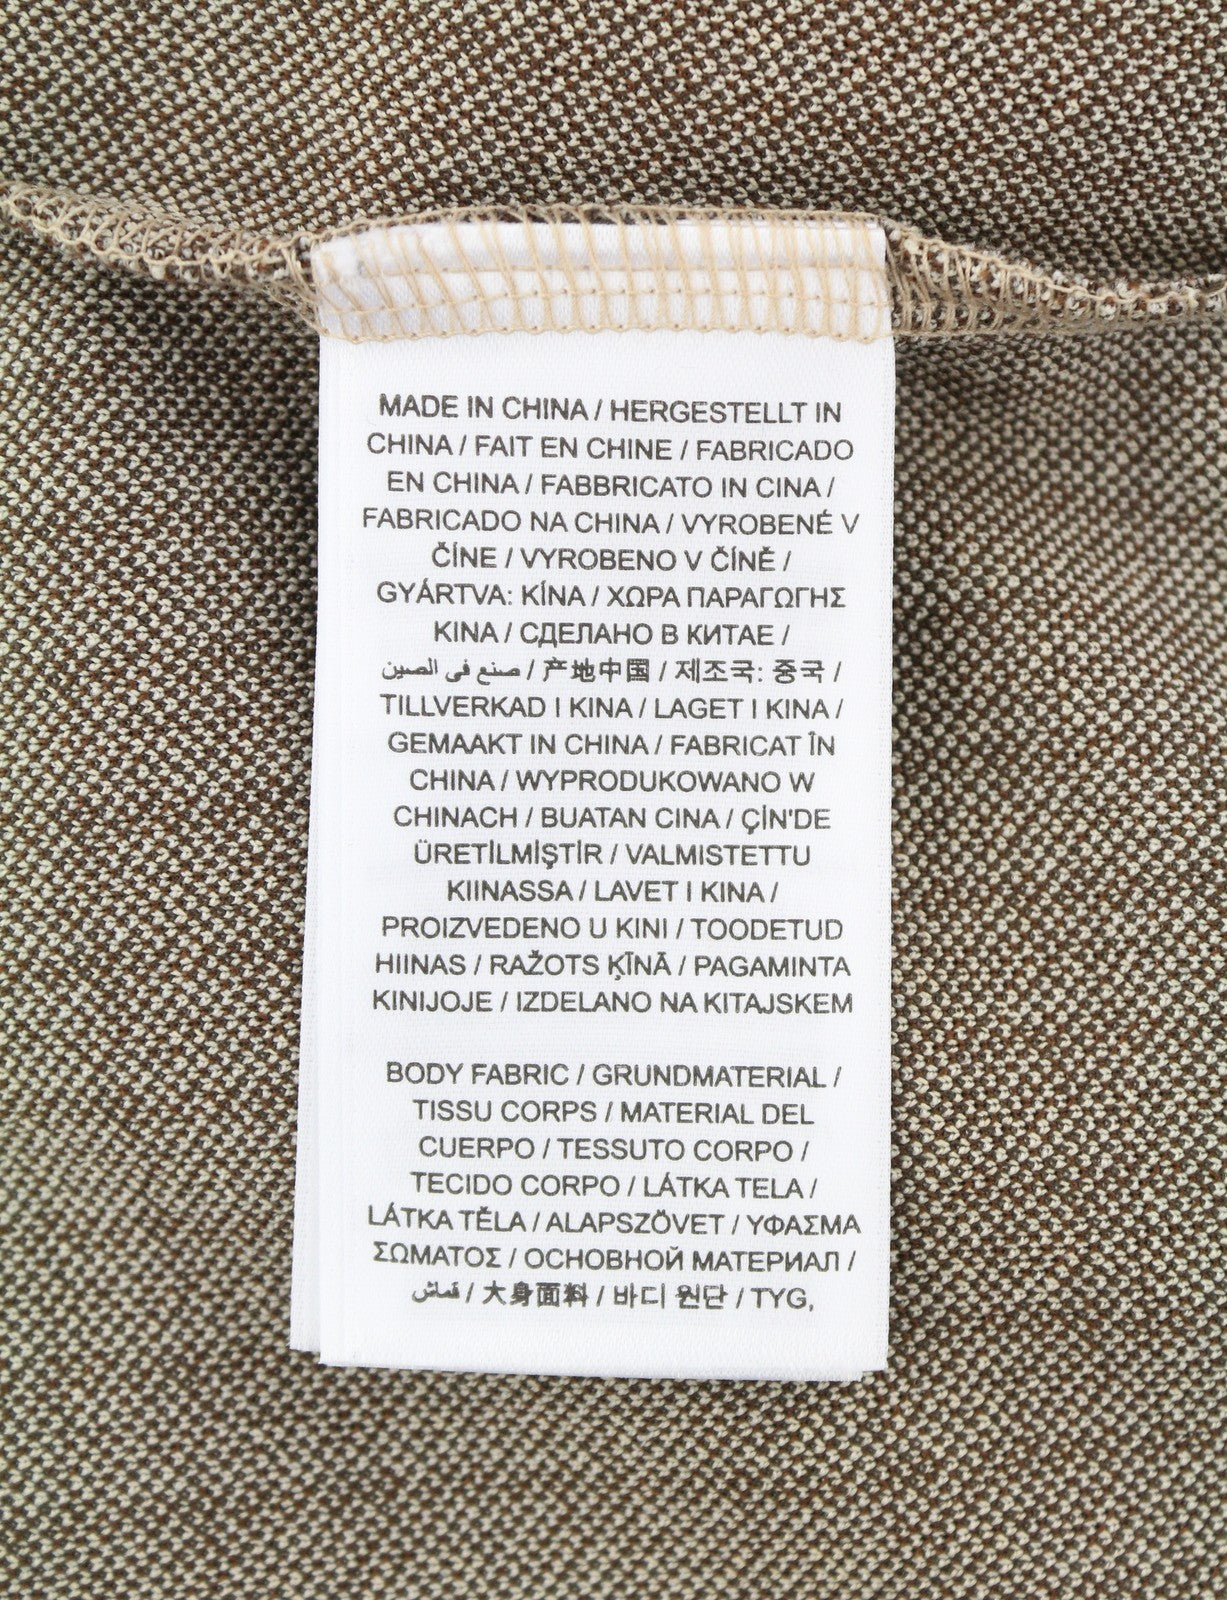 MADE IN CHINA / HERGESTELLT IN
CHINA / FAIT EN CHINE / FABRICADO
EN CHINA / FABBRICATO IN CINA /
FABRICADO NA CHINA / VYROBENÉ V
ČÍNE / VYROBENO V ČÍNĚ /
GYÁRTVA: KÍNA / ΧΩΡΑ ΠΑΡΑΓΩΓΗΣ
KINA / СДЕЛАНО В КИТАЕ /
صنع في الصين / 产地中国 / 제조국: 중국 /
TILLVERKAD I KINA / LAGET I KINA /
GEMAAKT IN CHINA / FABRICAT ÎN
CHINA / WYPRODUKOWANO W
CHINACH / BUATAN CINA / ÇİN'DE
ÜRETİLMİŞTİR / VALMISTETTU
KIINASSA / LAVET I KINA /
PROIZVEDENO U KINI / TOODETUD
HIINAS / RAŽOTS ĶĪNĀ / PAGAMINTA
KINIJOJE / IZDELANO NA KITAJSKEM
BODY FABRIC / GRUNDMATERIAL /
TISSU CORPS / MATERIAL DEL
CUERPO / TESSUTO CORPO /
TECIDO CORPO / LÁTKA TELA /
LÁTKA TĚLA / ALAPSZÖVET / ΥΦΑΣΜΑ
ΣΩΜΑΤΟΣ / ОСНОВНОЙ МАТЕРИАЛ /
قماش / 大身面料 / 바디 원단 / TYG,